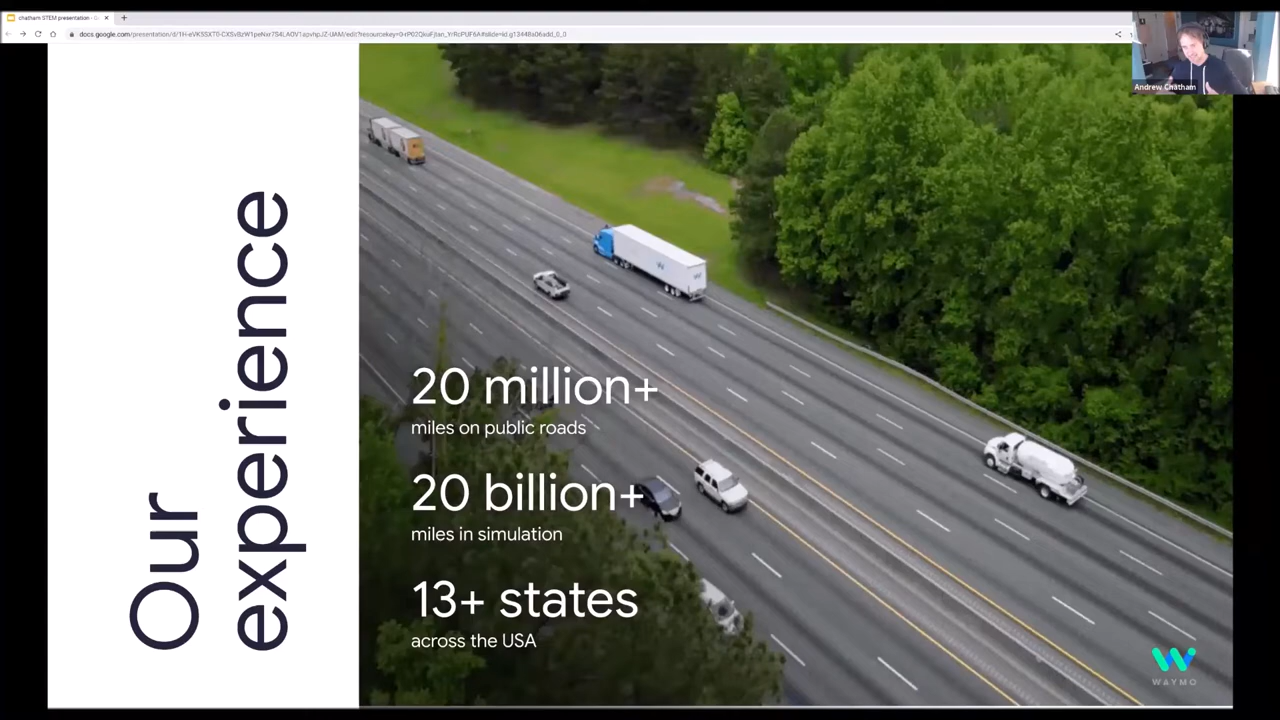 chatham STEM presentation - G
Andrew Chatham
Our
experience
20 million+
miles on public roads
20 billion+
miles in simulation
13+ states
across the USA
WAYMO